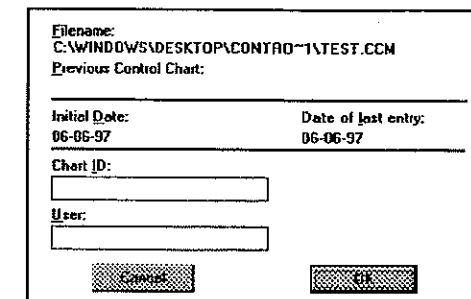 Filename:
C:\WINDOWS\DESKTOP\CONTRO~1\TEST.CCM
Previous Control Chart:
Initial Date: Date of last entry:
06-06-97 06-06-97
Chart ID:
User:
Cancel Ok